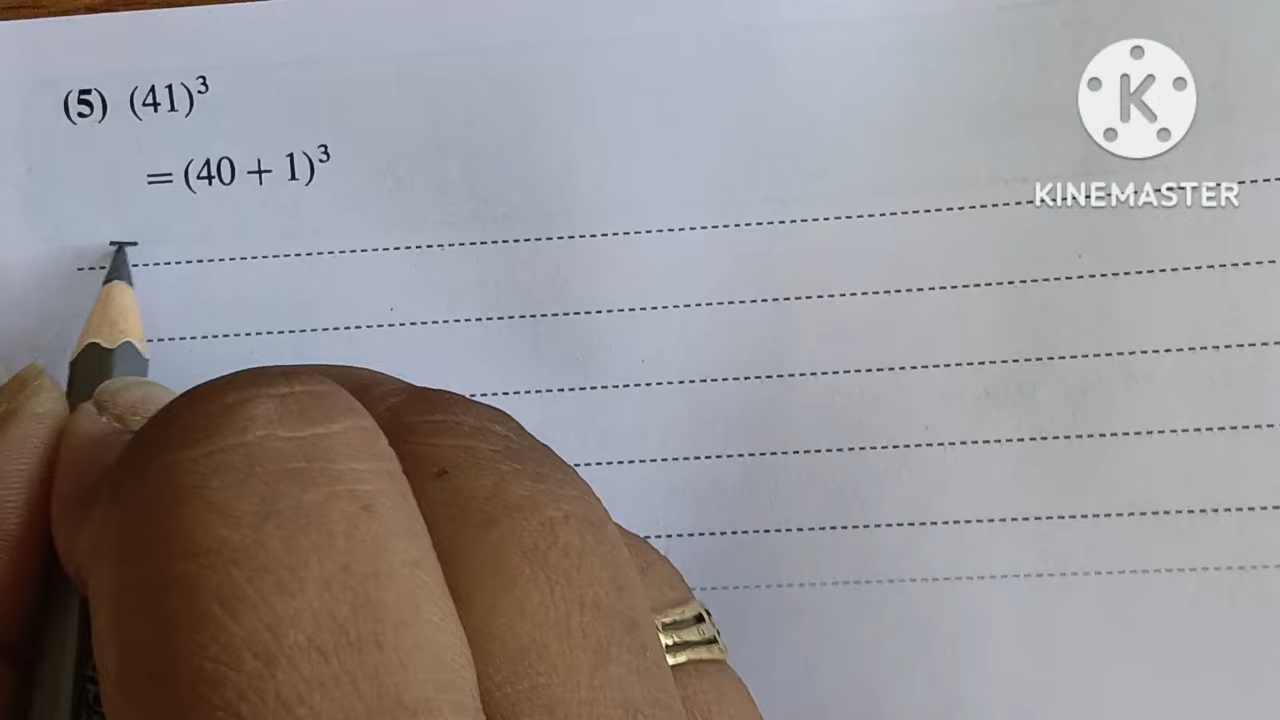 (5) (41)³
= (40 + 1)³
K
KINEMASTER